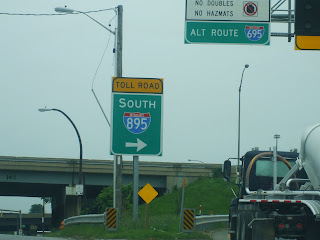 NO DOUBLES
NO HAZMATS
ALT ROUTE 695
TOLL ROAD
SOUTH
895